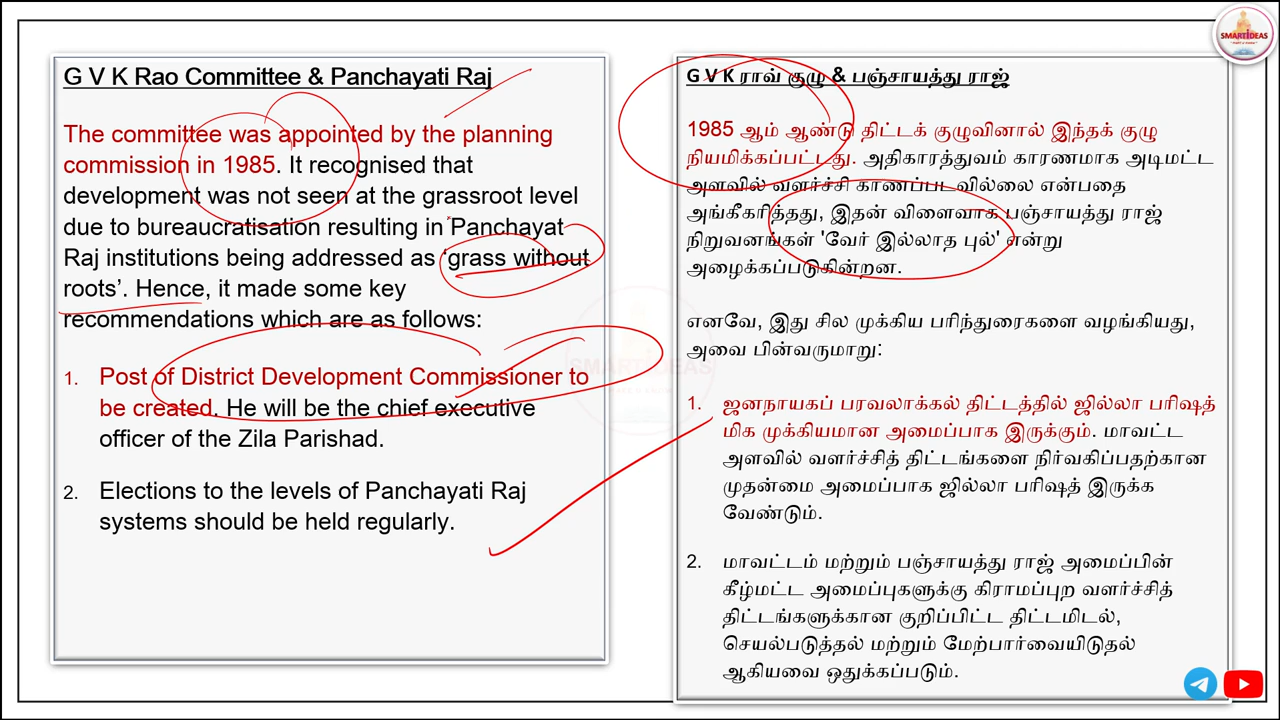 SMARTIDEAS
G V K Rao Committee & Panchayati Raj
The committee was appointed by the planning
commission in 1985. It recognised that
development was not seen at the grassroot level
due to bureaucratisation resulting in 'Panchayat
Raj institutions being addressed as ‘grass without
roots’. Hence, it made some key
recommendations which are as follows:
1. Post of District Development Commissioner to
be created. He will be the chief executive
officer of the Zila Parishad.
2. Elections to the levels of Panchayati Raj
systems should be held regularly.
G V K ராவ் குழு & பஞ்சாயத்து ராஜ்
1985 ஆம் ஆண்டு திட்டக் குழுவினால் இந்தக் குழு
நியமிக்கப்பட்டது. அதிகாரத்துவம் காரணமாக அடிமட்ட
அளவில் வளர்ச்சி காணப்படவில்லை என்பதை
அங்கீகரித்தது, இதன் விளைவாக பஞ்சாயத்து ராஜ்
நிறுவனங்கள் 'வேர் இல்லாத புல்' என்று
அழைக்கப்படுகின்றன.
எனவே, இது சில முக்கிய பரிந்துரைகளை வழங்கியது,
அவை பின்வருமாறு:
1. ஜனநாயகப் பரவலாக்கல் திட்டத்தில் ஜில்லா பரிஷத்
மிக முக்கியமான அமைப்பாக இருக்கும். மாவட்ட
அளவில் வளர்ச்சித் திட்டங்களை நிர்வகிப்பதற்கான
முதன்மை அமைப்பாக ஜில்லா பரிஷத் இருக்க
வேண்டும்.
2. மாவட்டம் மற்றும் பஞ்சாயத்து ராஜ் அமைப்பின்
கீழ்மட்ட அமைப்புகளுக்கு கிராமப்புற வளர்ச்சித்
திட்டங்களுக்கான குறிப்பிட்ட திட்டமிடல்,
செயல்படுத்தல் மற்றும் மேற்பார்வையிடுதல்
ஆகியவை ஒதுக்கப்படும்.
SMARTIDEAS